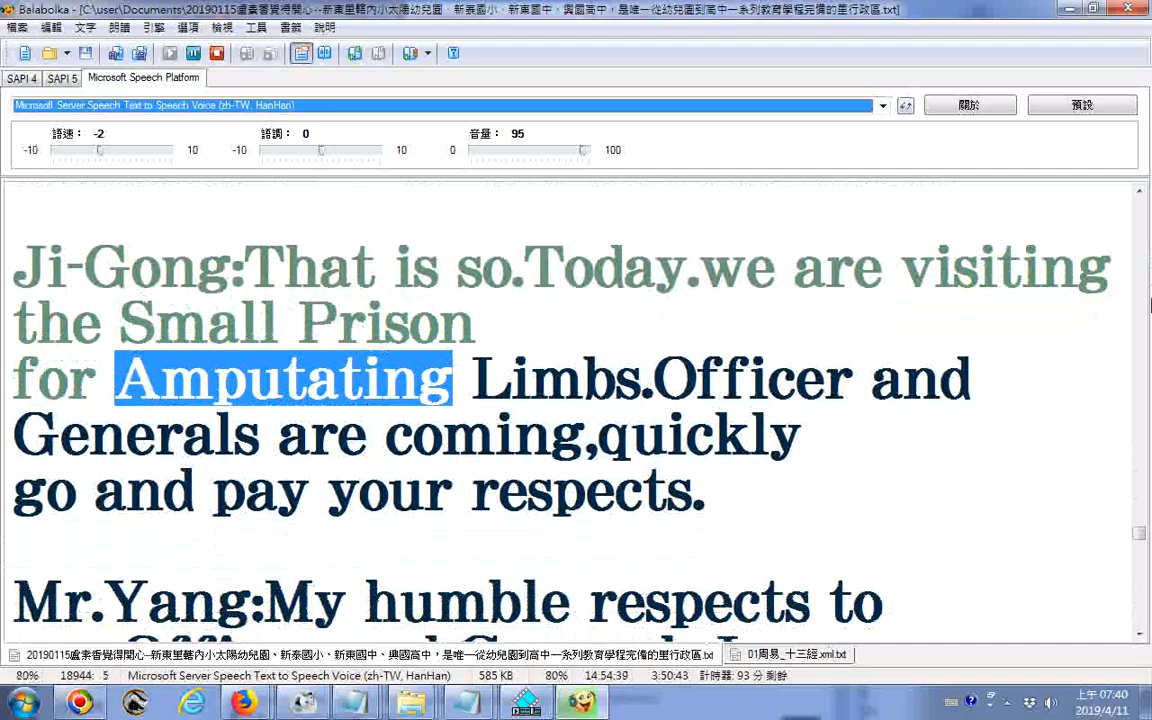 Balabolka - [C:\user\Documents\20190115盧素香覺得開心--新東里轄內小太陽幼兒園、新泰國小、新東國中、興國高中，是唯一從幼兒園到高中一系列教育學程完備的里行政區.txt]
檔案 編輯 文字 朗讀 引擎 選項 檢視 工具 書籤 說明
SAPI 4 SAPI 5 Microsoft Speech Platform
Microsoft Server Speech Text to Speech Voice (zh-TW, HanHan) 關於 預設
語速： -2 語調： 0 音量： 95
-10 10 -10 10 0 100
Ji-Gong:That is so.Today.we are visiting
the Small Prison
for Amputating Limbs.Officer and
Generals are coming,quickly
go and pay your respects.
Mr.Yang:My humble respects to
20190115盧素香覺得開心--新東里轄內小太陽幼兒園、新泰國小、新東國中、興國高中，是唯一從幼兒園到高中一系列教育學程完備的里行政區.txt 01周易_十三經.xml.txt
80% 18944: 5 Microsoft Server Speech Text to Speech Voice (zh-TW, HanHan) 585 KB 80% 14:54:39 3:50:43 計時器: 93 分 剩餘
上午 07:40
2019/4/11